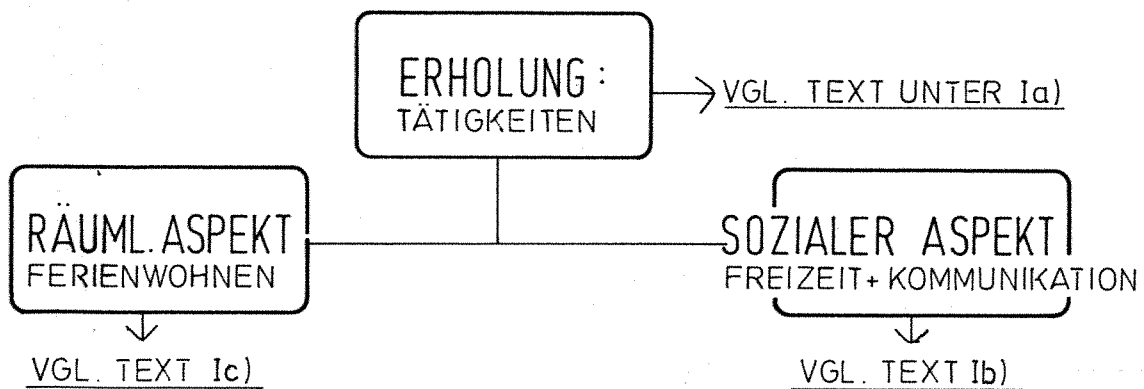 ERHOLUNG:
TÄTIGKEITEN
VGL. TEXT UNTER Ia)
RÄUML. ASPEKT
FERIENWOHNEN
SOZIALER ASPEKT
FREIZEIT+ KOMMUNIKATION
VGL. TEXT Ic)
VGL. TEXT Ib)